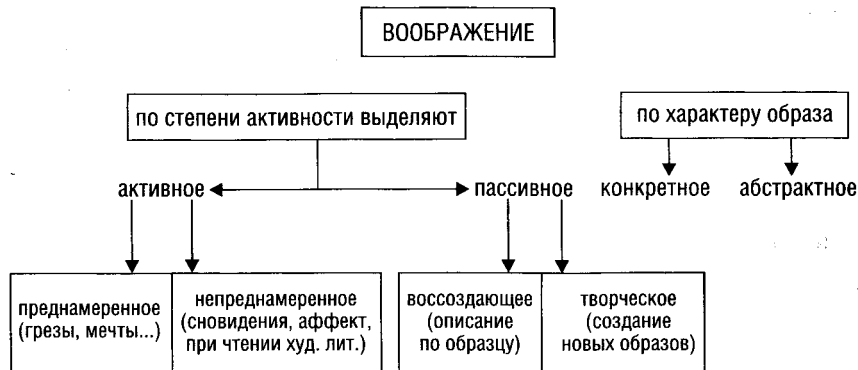 ВООБРАЖЕНИЕ
по степени активности выделяют
по характеру образа
активное
пассивное
конкретное
абстрактное
преднамеренное
(грезы, мечты...)
непреднамеренное
(сновидения, аффект,
при чтении худ. лит.)
воссоздающее
(описание
по образцу)
творческое
(создание
новых образов)